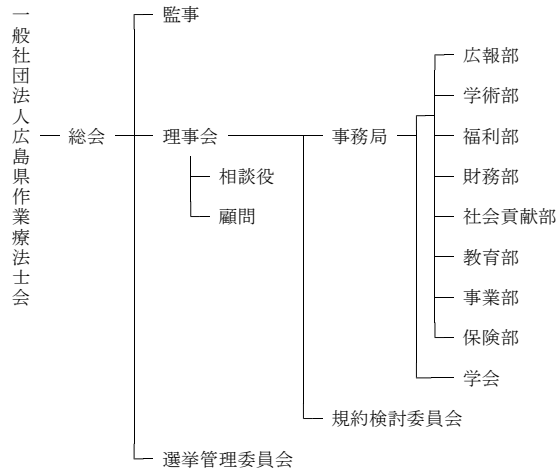 一般社団法人広島県作業療法士会
総会
監事
理事会
相談役
顧問
事務局
広報部
学術部
福利部
財務部
社会貢献部
教育部
事業部
保険部
学会
規約検討委員会
選挙管理委員会